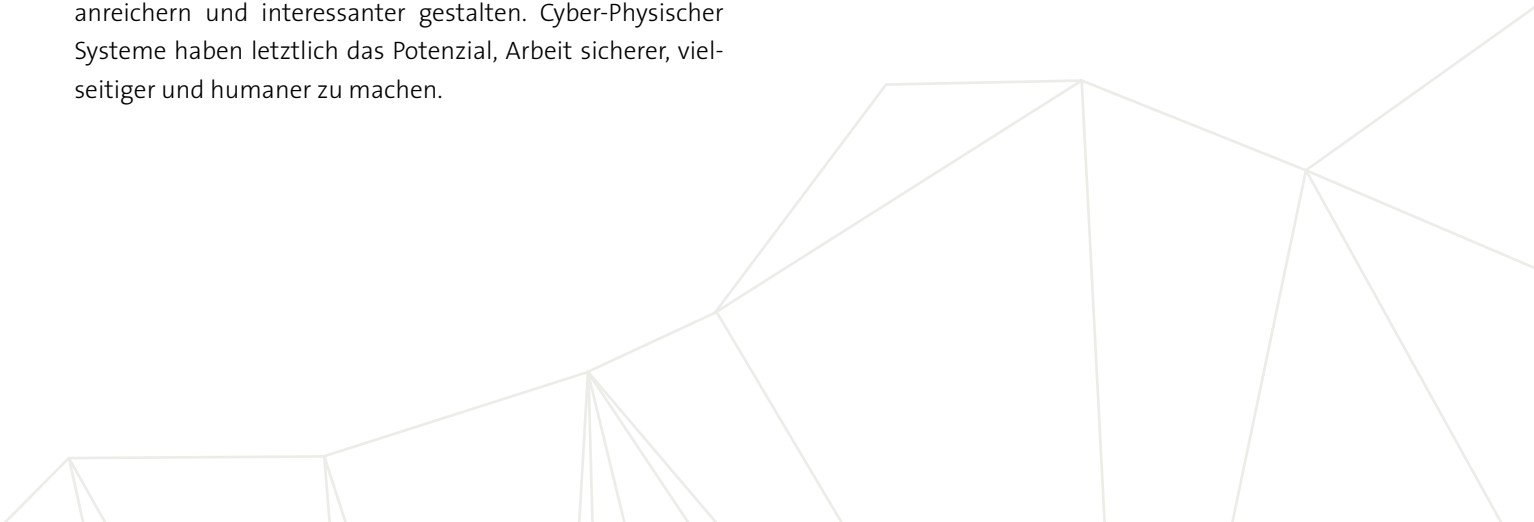 anreichern und interessanter gestalten. Cyber-Physischer
Systeme haben letztlich das Potenzial, Arbeit sicherer, viel-
seitiger und humaner zu machen.